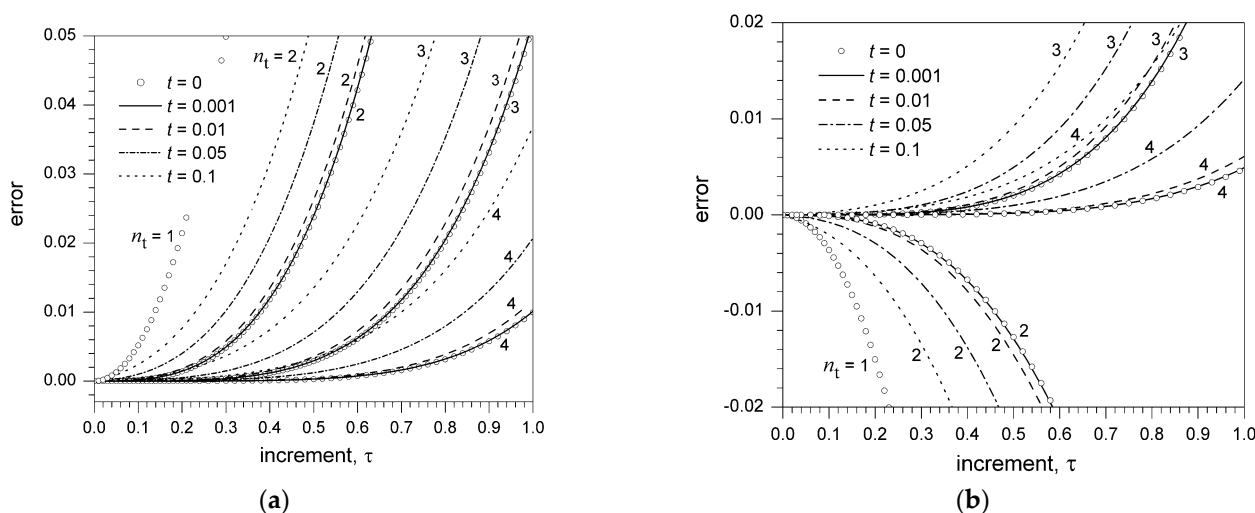 0.05
0.04
0.03
0.02
0.01
0.00
error
0.0 0.1 0.2 0.3 0.4 0.5 0.6 0.7 0.8 0.9 1.0
increment, τ
t = 0
t = 0.001
t = 0.01
t = 0.05
t = 0.1
n_t = 2
n_t = 1
2
2
2
3
3
3
3
4
4
4
4
(a)
0.02
0.01
0.00
-0.01
-0.02
error
0.0 0.1 0.2 0.3 0.4 0.5 0.6 0.7 0.8 0.9 1.0
increment, τ
t = 0
t = 0.001
t = 0.01
t = 0.05
t = 0.1
3
3
3
3
4
4
4
4
n_t = 1
2
2
2
2
(b)